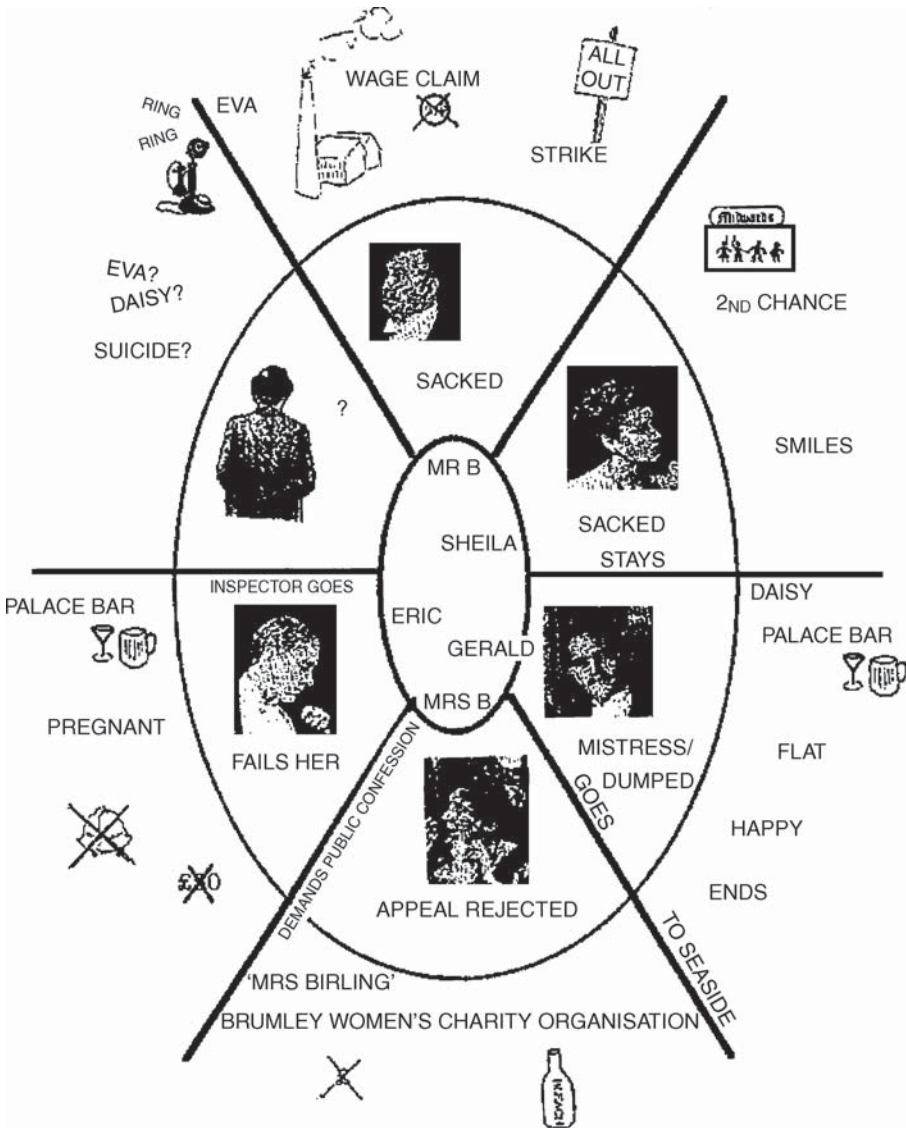 RING
RING
EVA
WAGE CLAIM
ALL
OUT
STRIKE
EVA?
DAISY?
SUICIDE?
?
SACKED
Midwards
2ND CHANCE
SMILES
SACKED
STAYS
MR B
SHEILA
ERIC
GERALD
MRS B
INSPECTOR GOES
PALACE BAR
PREGNANT
FAILS HER
£50
DEMANDS PUBLIC CONFESSION
DAISY
PALACE BAR
MISTRESS/
DUMPED
FLAT
HAPPY
ENDS
GOES
TO SEASIDE
APPEAL REJECTED
'MRS BIRLING'
BRUMLEY WOMEN'S CHARITY ORGANISATION
BLEACH